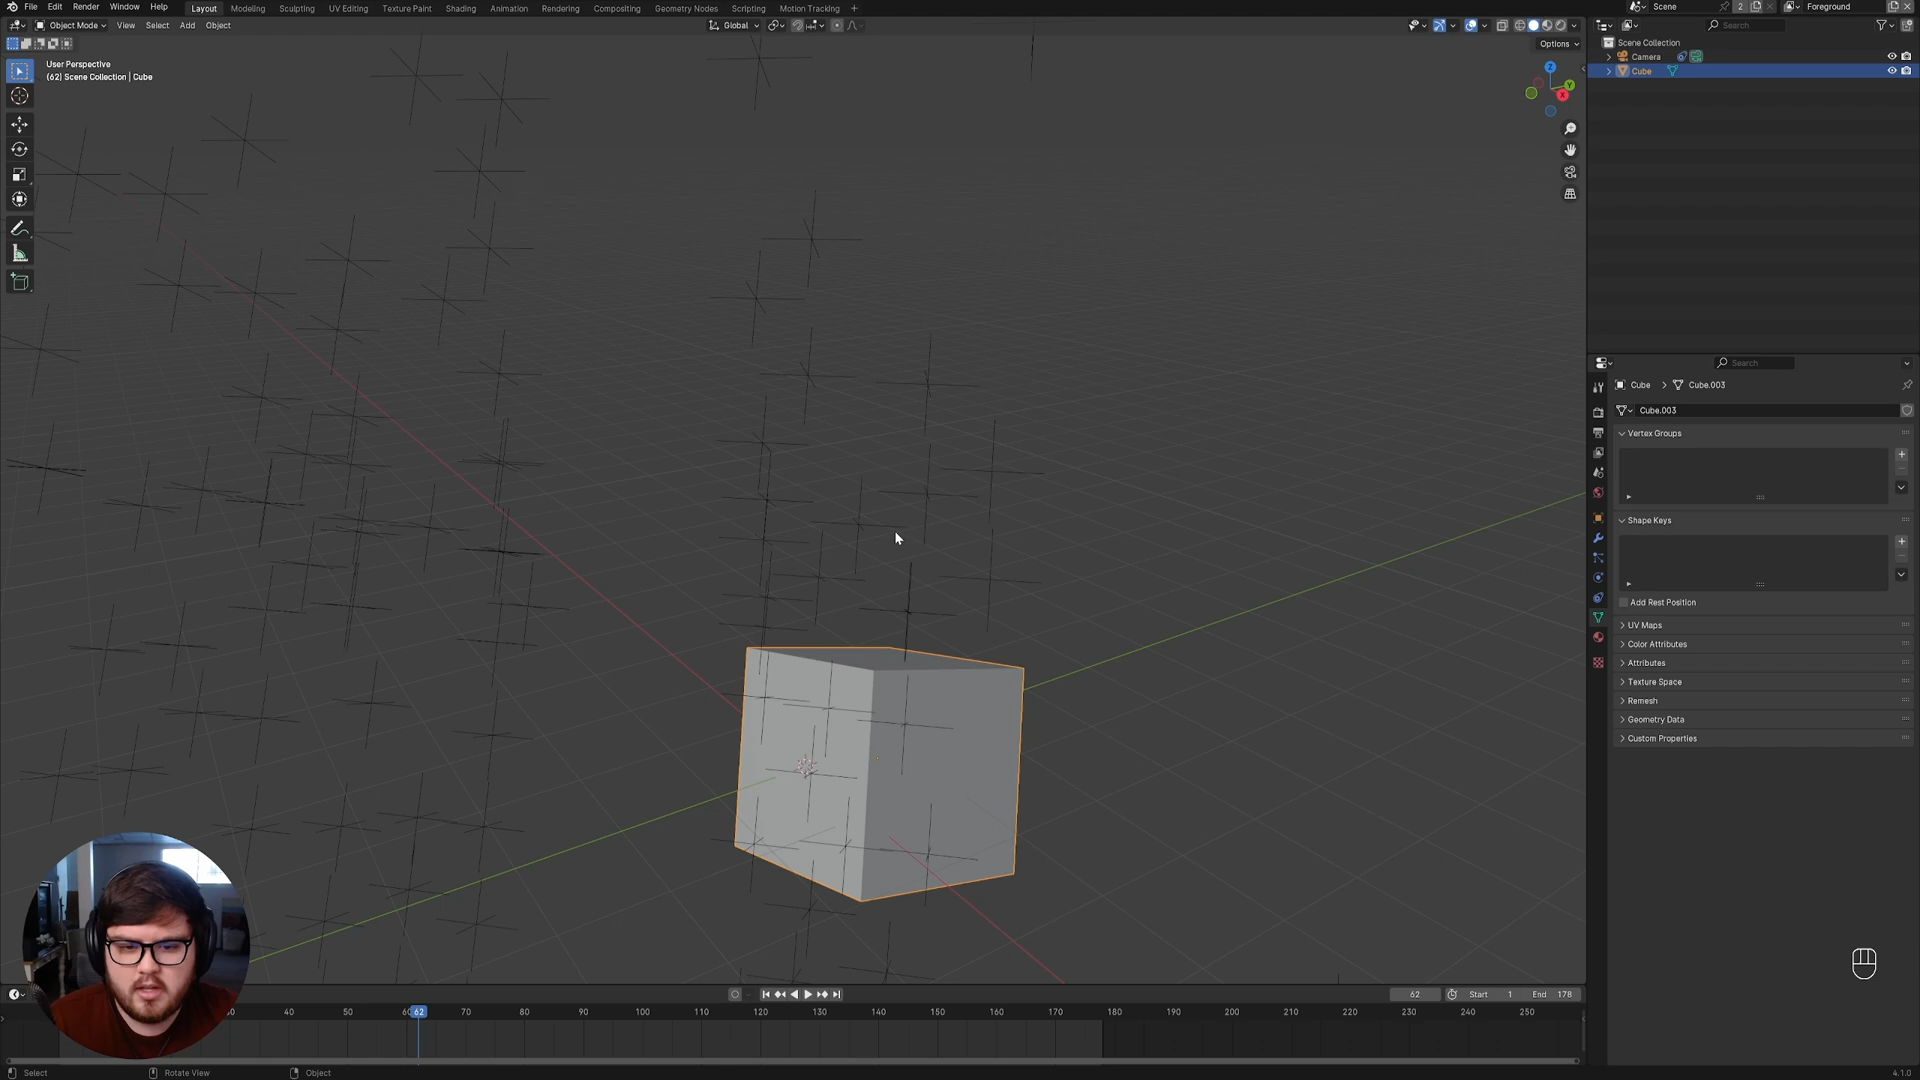 File Edit Render Window Help Layout Modeling Sculpting UV Editing Texture Paint Shading Animation Rendering Compositing Geometry Nodes Scripting Motion Tracking + Scene 2 Foreground
Object Mode View Select Add Object Global Search
Options
User Perspective
(62) Scene Collection | Cube
Scene Collection
Camera
Cube
Search
Cube > Cube.003
Cube.003
Vertex Groups
Shape Keys
Add Rest Position
UV Maps
Color Attributes
Attributes
Texture Space
Remesh
Geometry Data
Custom Properties
X
Y
Z
62 Start 1 End 178
40 50 62 70 80 90 100 110 120 130 140 150 160 170 180 190 200 210 220 230 240 250
Select Rotate View Object 4.1.0